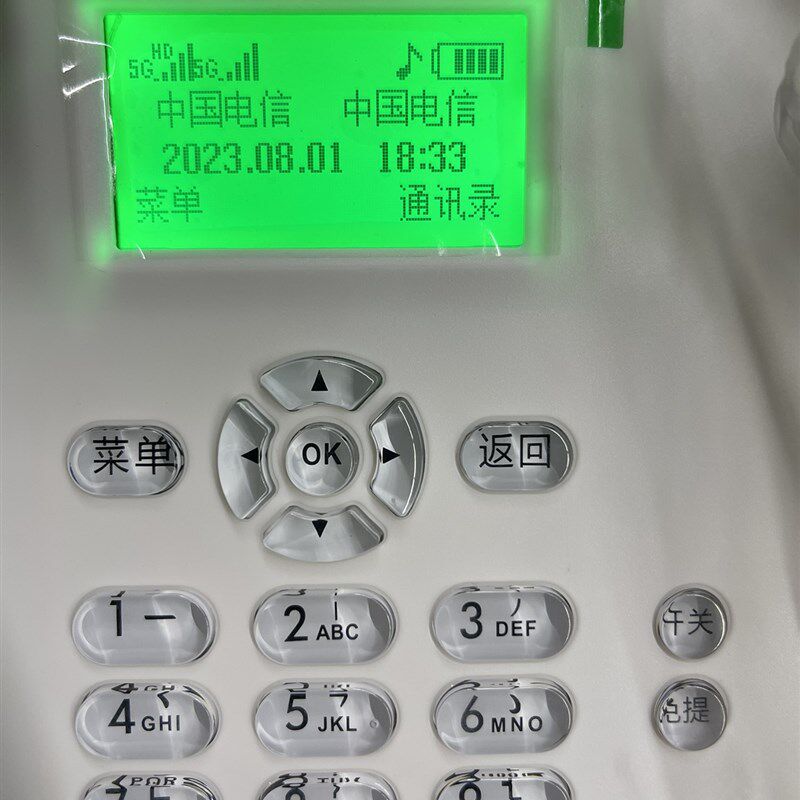 HD
5G 5G
中国电信 中国电信
2023.08.01 18:33
菜单 通讯录
菜单 OK 返回
1 一
2 ABC
3 DEF
开关
4 GHI
5 JKL
6 MNO
免提
PQR